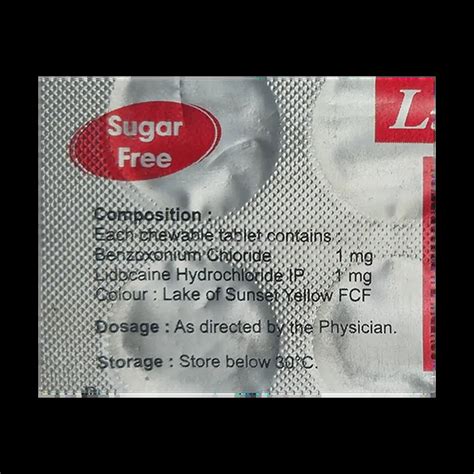 Sugar
Free
Composition :
Each chewable tablet contains
Benzoxonium Chloride 1 mg
Lidocaine Hydrochloride IP 1 mg
Colour : Lake of Sunset Yellow FCF
Dosage : As directed by the Physician.
Storage : Store below 30°C.